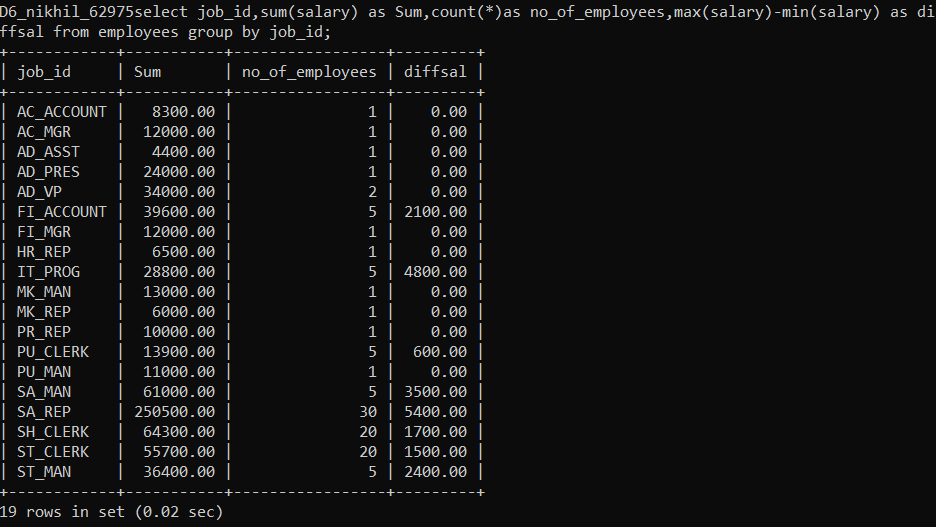 D6_nikhil_62975select job_id,sum(salary) as Sum,count(*)as no_of_employees,max(salary)-min(salary) as di
ffsal from employees group by job_id;
+------------+-----------+-----------------+---------+
| job_id     | Sum       | no_of_employees | diffsal |
+------------+-----------+-----------------+---------+
| AC_ACCOUNT |   8300.00 |               1 |    0.00 |
| AC_MGR     |  12000.00 |               1 |    0.00 |
| AD_ASST    |   4400.00 |               1 |    0.00 |
| AD_PRES    |  24000.00 |               1 |    0.00 |
| AD_VP      |  34000.00 |               2 |    0.00 |
| FI_ACCOUNT |  39600.00 |               5 | 2100.00 |
| FI_MGR     |  12000.00 |               1 |    0.00 |
| HR_REP     |   6500.00 |               1 |    0.00 |
| IT_PROG    |  28800.00 |               5 | 4800.00 |
| MK_MAN     |  13000.00 |               1 |    0.00 |
| MK_REP     |   6000.00 |               1 |    0.00 |
| PR_REP     |  10000.00 |               1 |    0.00 |
| PU_CLERK   |  13900.00 |               5 |  600.00 |
| PU_MAN     |  11000.00 |               1 |    0.00 |
| SA_MAN     |  61000.00 |               5 | 3500.00 |
| SA_REP     | 250500.00 |              30 | 5400.00 |
| SH_CLERK   |  64300.00 |              20 | 1700.00 |
| ST_CLERK   |  55700.00 |              20 | 1500.00 |
| ST_MAN     |  36400.00 |               5 | 2400.00 |
+------------+-----------+-----------------+---------+
19 rows in set (0.02 sec)